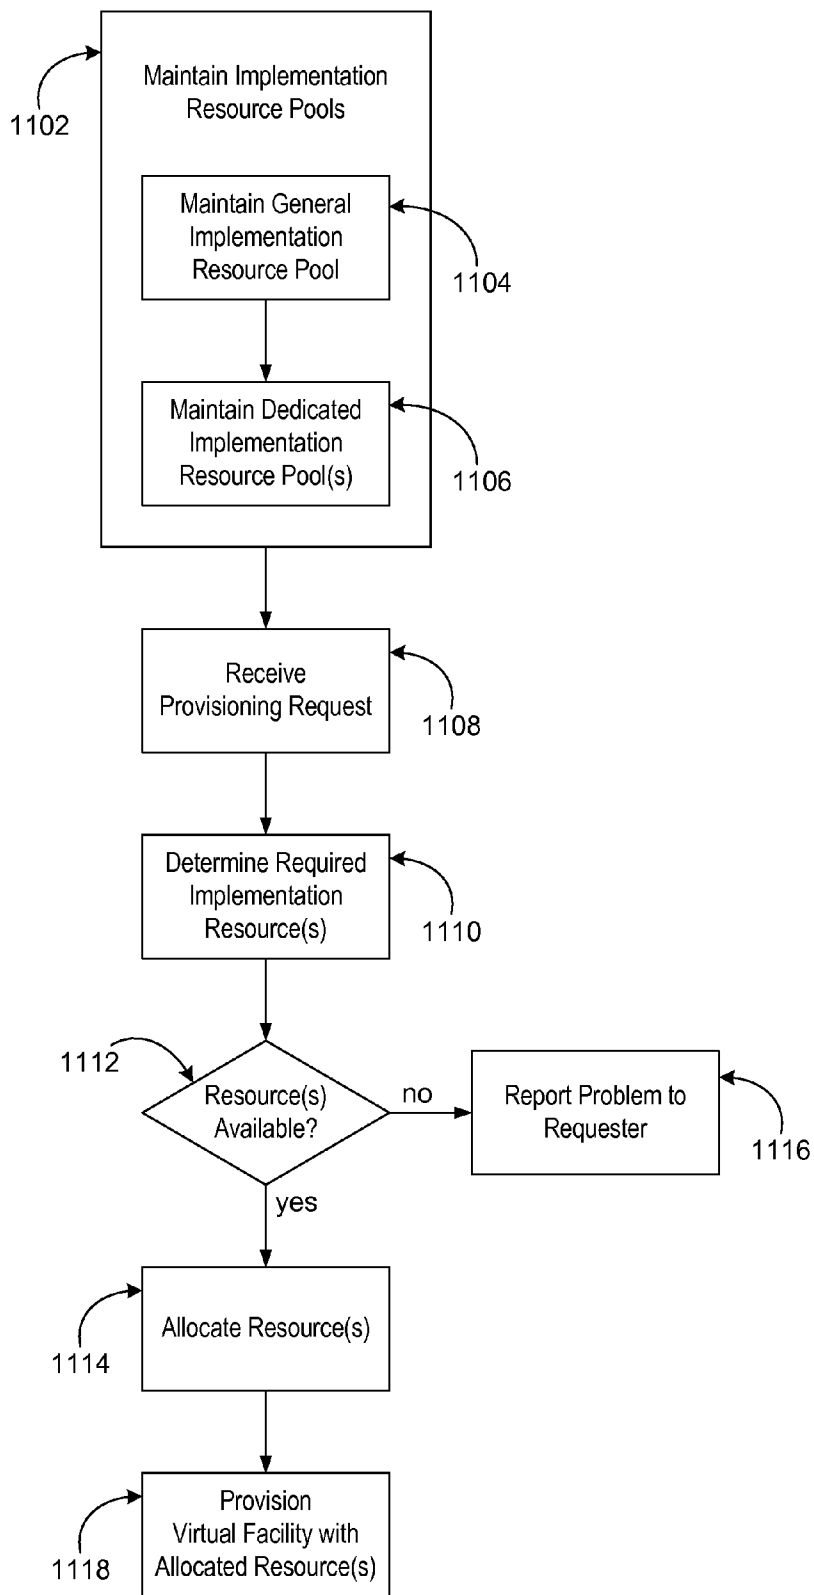 Maintain Implementation
Resource Pools
1102
Maintain General
Implementation
Resource Pool
1104
Maintain Dedicated
Implementation
Resource Pool(s)
1106
Receive
Provisioning Request
1108
Determine Required
Implementation
Resource(s)
1110
1112
Resource(s)
Available?
no
Report Problem to
Requester
1116
yes
Allocate Resource(s)
1114
Provision
Virtual Facility with
Allocated Resource(s)
1118